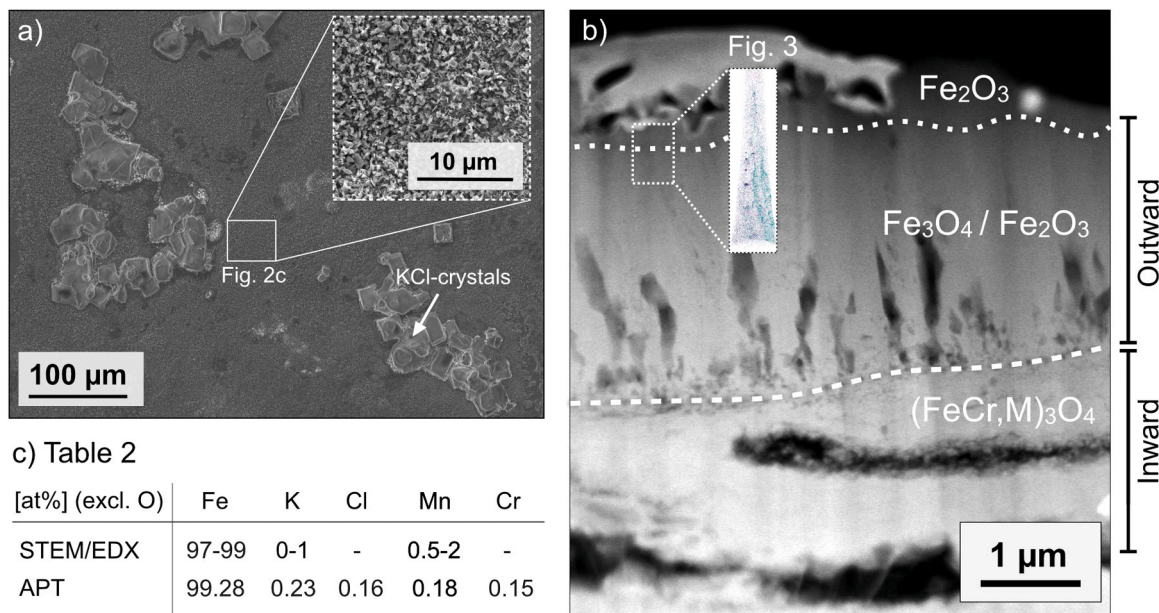 a)
10 µm
Fig. 2c
KCl-crystals
100 µm
b)
Fig. 3
Fe₂O₃
Fe₃O₄ / Fe₂O₃
(FeCr,M)₃O₄
1 µm
Outward
Inward
c) Table 2
[at%] (excl. O) Fe K Cl Mn Cr
STEM/EDX 97-99 0-1 - 0.5-2 -
APT 99.28 0.23 0.16 0.18 0.15